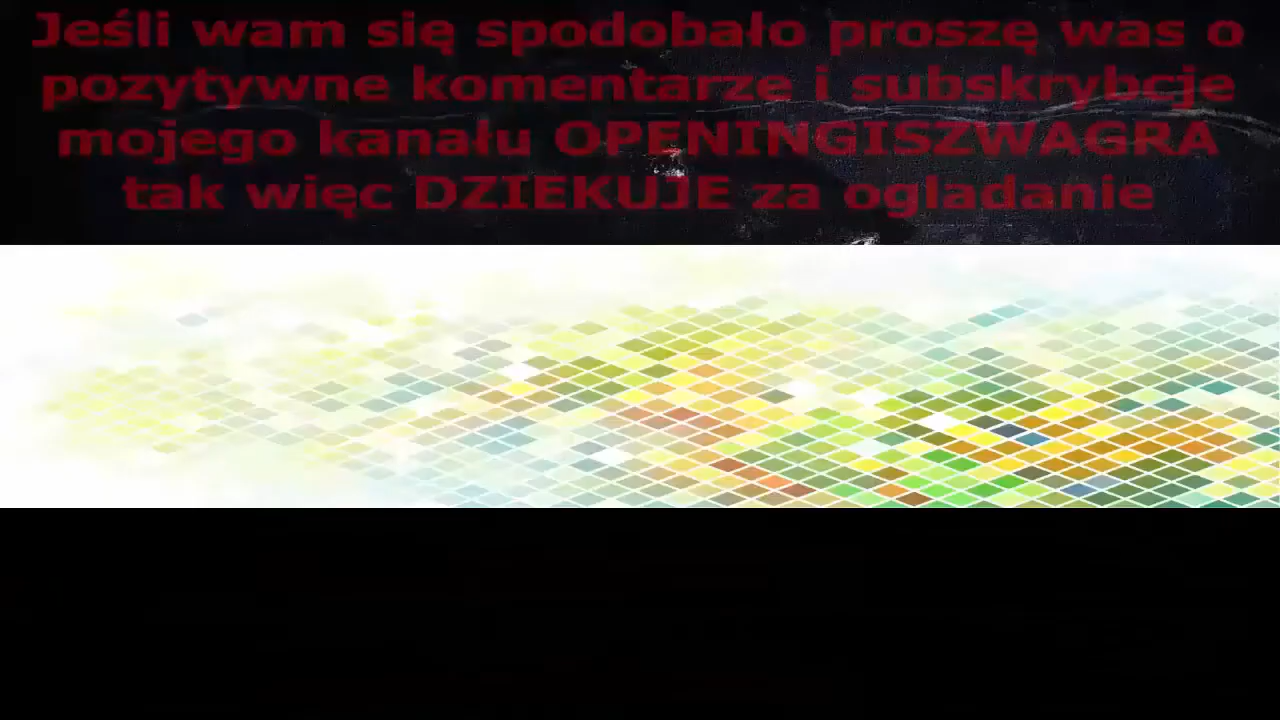 Jeśli wam się spodobało proszę was o
pozytywne komentarze i subskrybcje
mojego kanału OPENINGISZWAGRA
tak więc DZIEKUJE za ogladanie